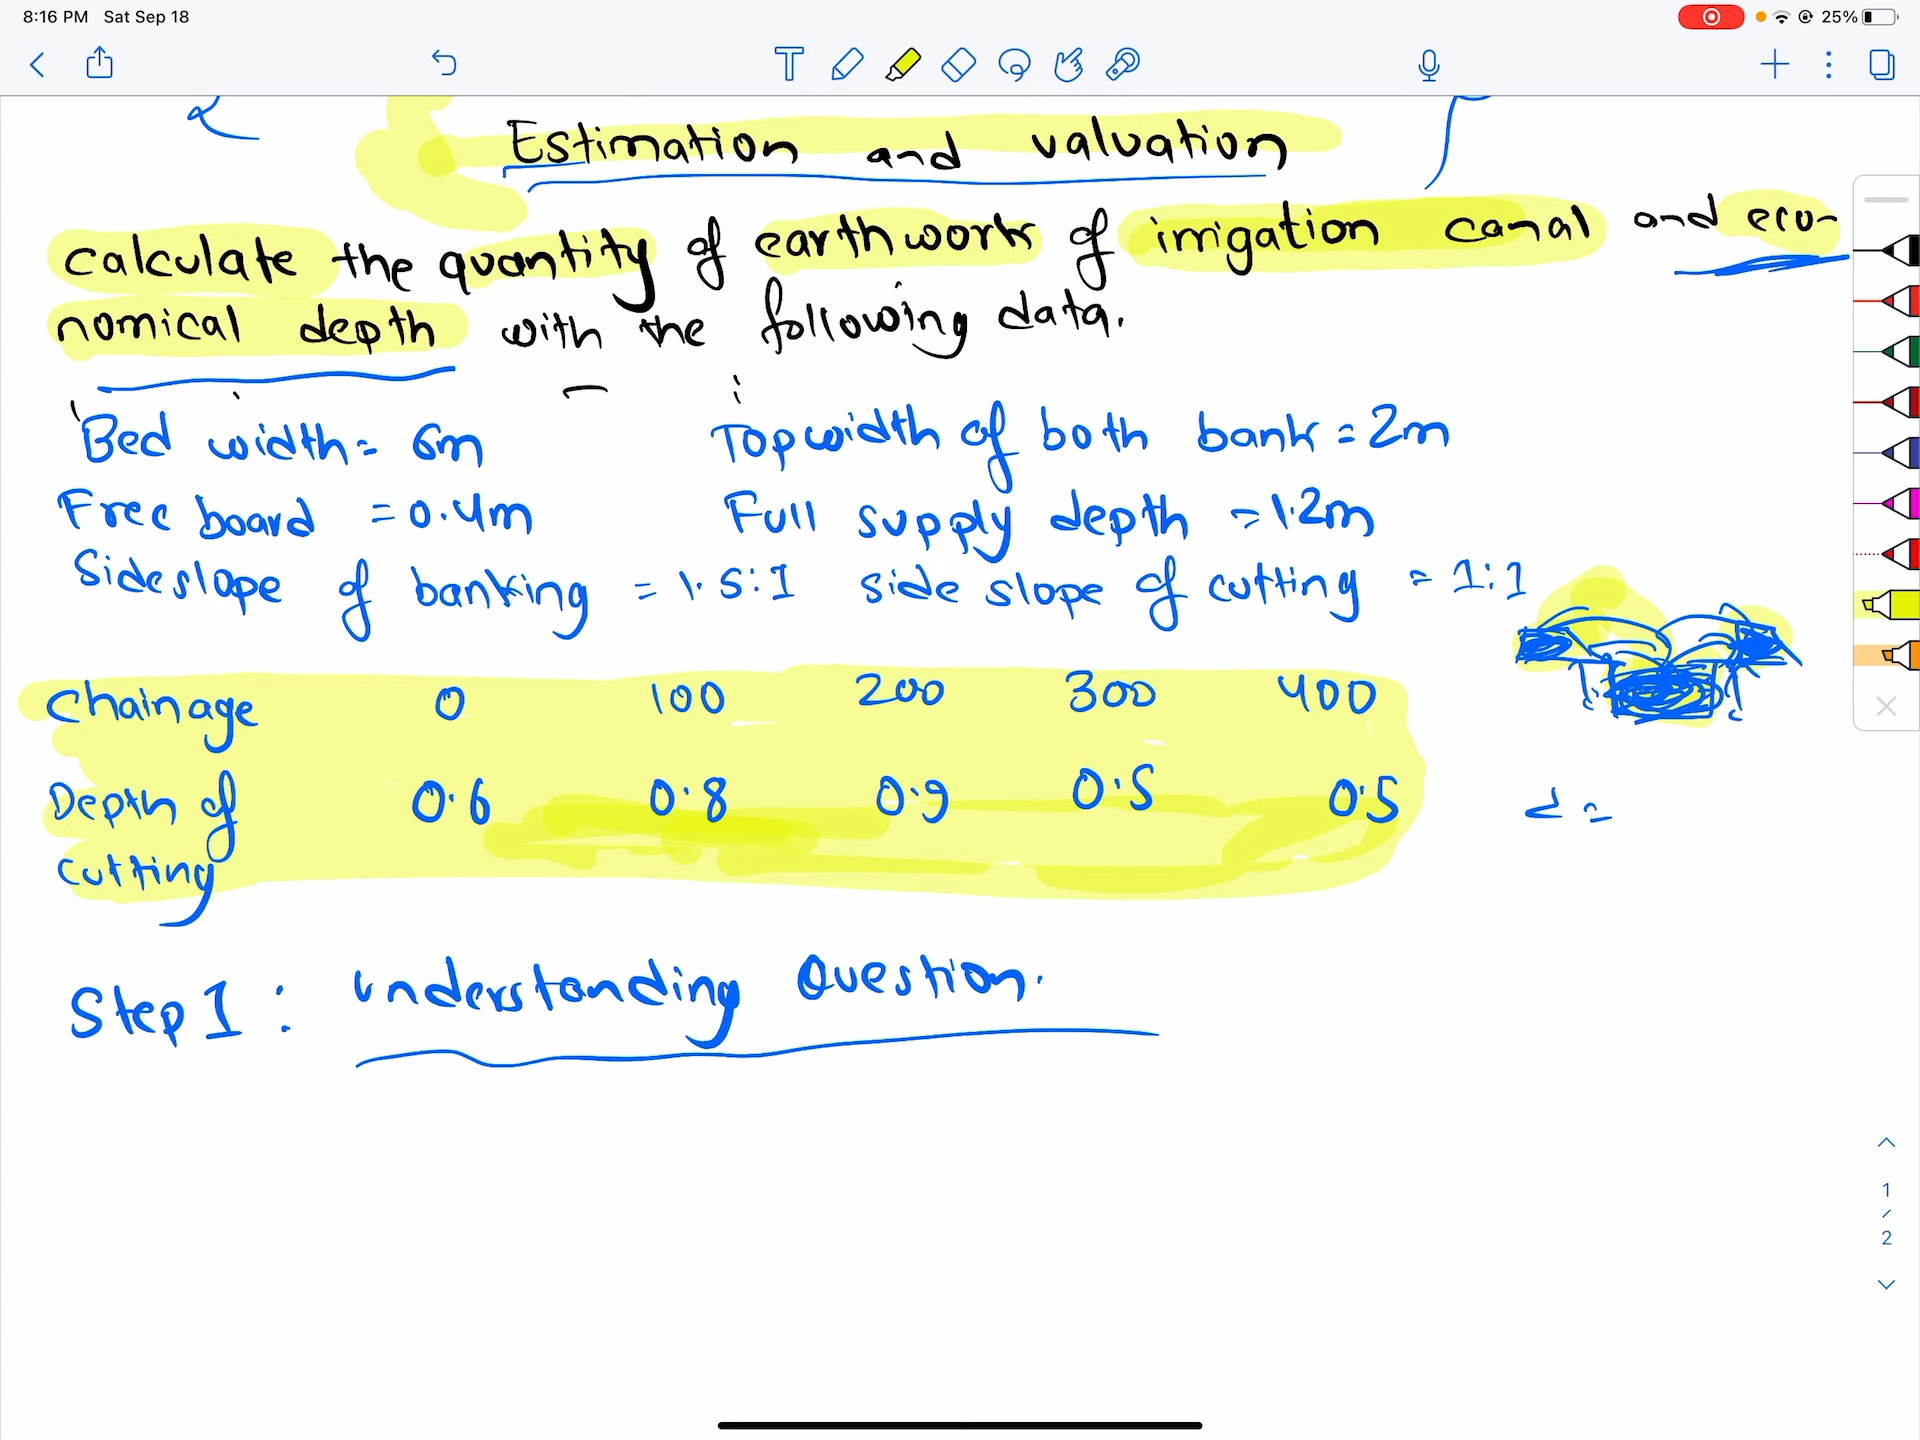 8:16 PM Sat Sep 18
25%
T
Estimation and valuation
calculate the quantity of earthwork of irrigation canal and eco-
nomical depth with the following data.
Bed width = 6m Top width of both bank = 2m
Free board = 0.4m Full supply depth = 1.2m
Side slope of banking = 1.5:1 side slope of cutting = 1:1
Chainage 0 100 200 300 400
Depth of 0.6 0.8 0.9 0.5 0.5
cutting
d =
Step 1 : understanding Question.
1
/
2